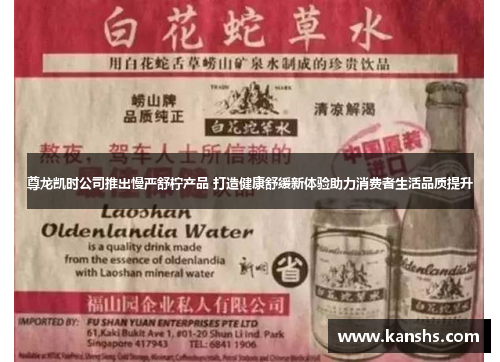 白花蛇草水
用白花蛇舌草崂山矿泉水制成的珍贵饮品
崂山牌
品质纯正
TRADE MARK
白花蛇草水
清凉解渴
熬夜，驾车人士所信赖的
中国原装
进口
尊龙凯时公司推出慢严舒柠产品 打造健康舒缓新体验助力消费者生活品质提升
饮品
Laoshan
Oldenlandia Water
is a quality drink made
from the essence of oldenlandia
with Laoshan mineral water
省
福山园企业私人有限公司
IMPORTED BY: FU SHAN YUAN ENTERPRISES PTE LTD
61, Kaki Bukit Ave 1, #01-20 Shun Li Ind. Park
Singapore 417943 TEL: 6841 1906
www.kanshs.com